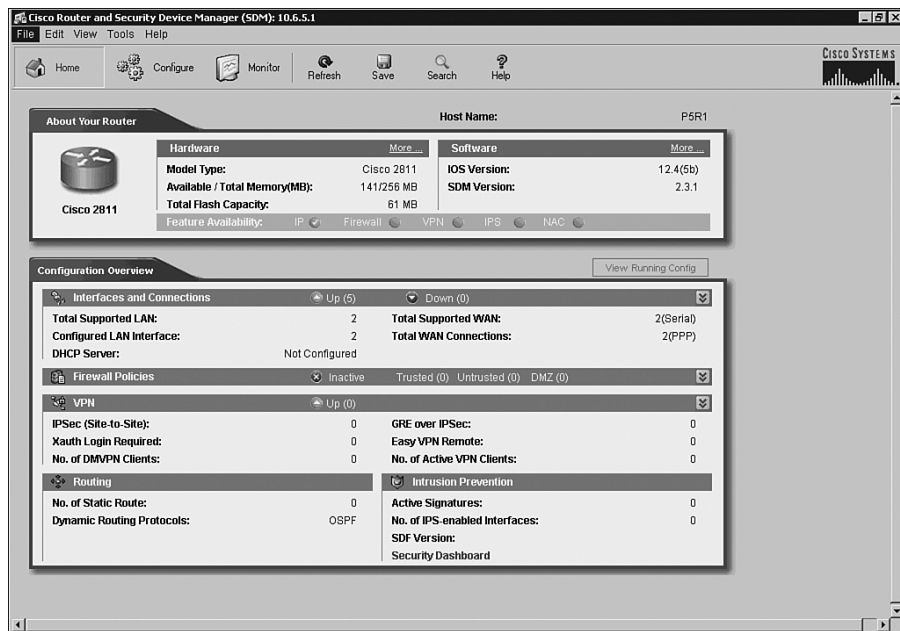 Cisco Router and Security Device Manager (SDM): 10.6.5.1
File Edit View Tools Help
Home Configure Monitor Refresh Save Search Help
CISCO SYSTEMS
About Your Router
Host Name: P5R1
Cisco 2811
Hardware More ...
Model Type: Cisco 2811
Available / Total Memory(MB): 141/256 MB
Total Flash Capacity: 61 MB
Software More ...
IOS Version: 12.4(5b)
SDM Version: 2.3.1
Feature Availability: IP Firewall VPN IPS NAC
Configuration Overview
View Running Config
Interfaces and Connections Up (5) Down (0)
Total Supported LAN: 2 Total Supported WAN: 2(Serial)
Configured LAN Interface: 2 Total WAN Connections: 2(PPP)
DHCP Server: Not Configured
Firewall Policies Inactive Trusted (0) Untrusted (0) DMZ (0)
VPN Up (0)
IPSec (Site-to-Site): 0 GRE over IPSec: 0
Xauth Login Required: 0 Easy VPN Remote: 0
No. of DMVPN Clients: 0 No. of Active VPN Clients: 0
Routing
No. of Static Route: 0
Dynamic Routing Protocols: OSPF
Intrusion Prevention
Active Signatures: 0
No. of IPS-enabled Interfaces: 0
SDF Version:
Security Dashboard